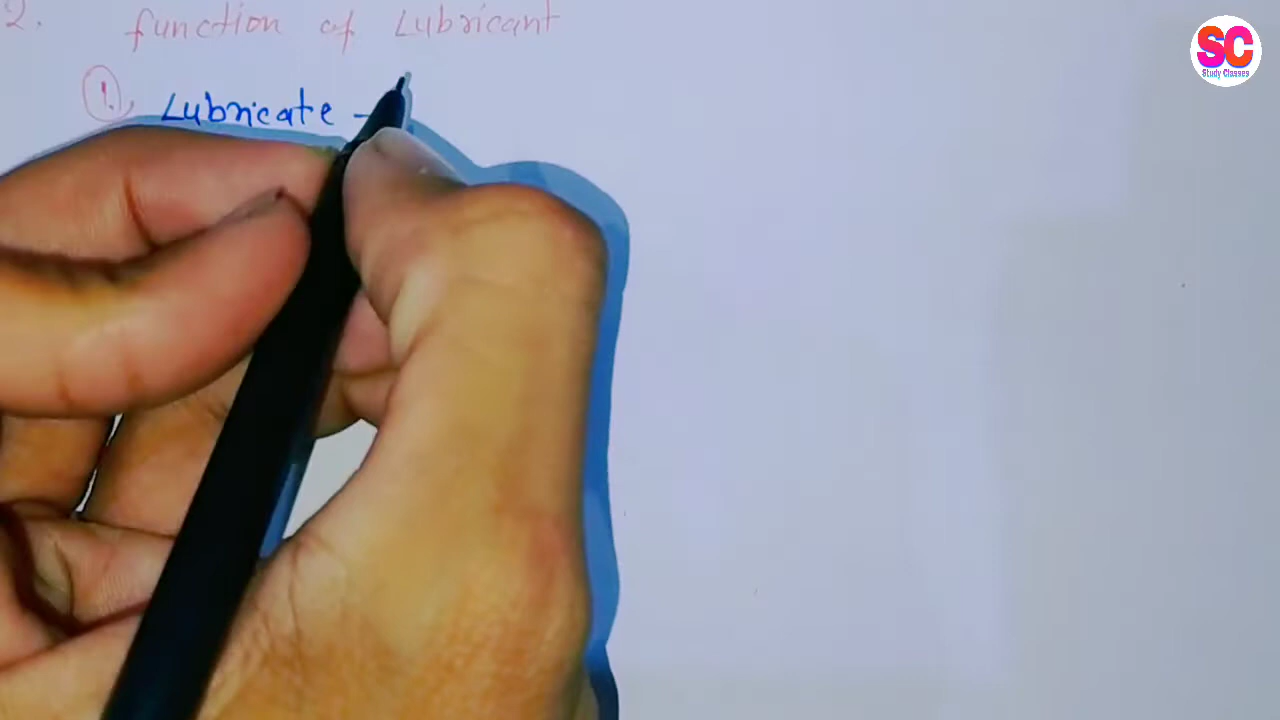 2. function of Lubricant
1. Lubricate -
SC
Study Classes